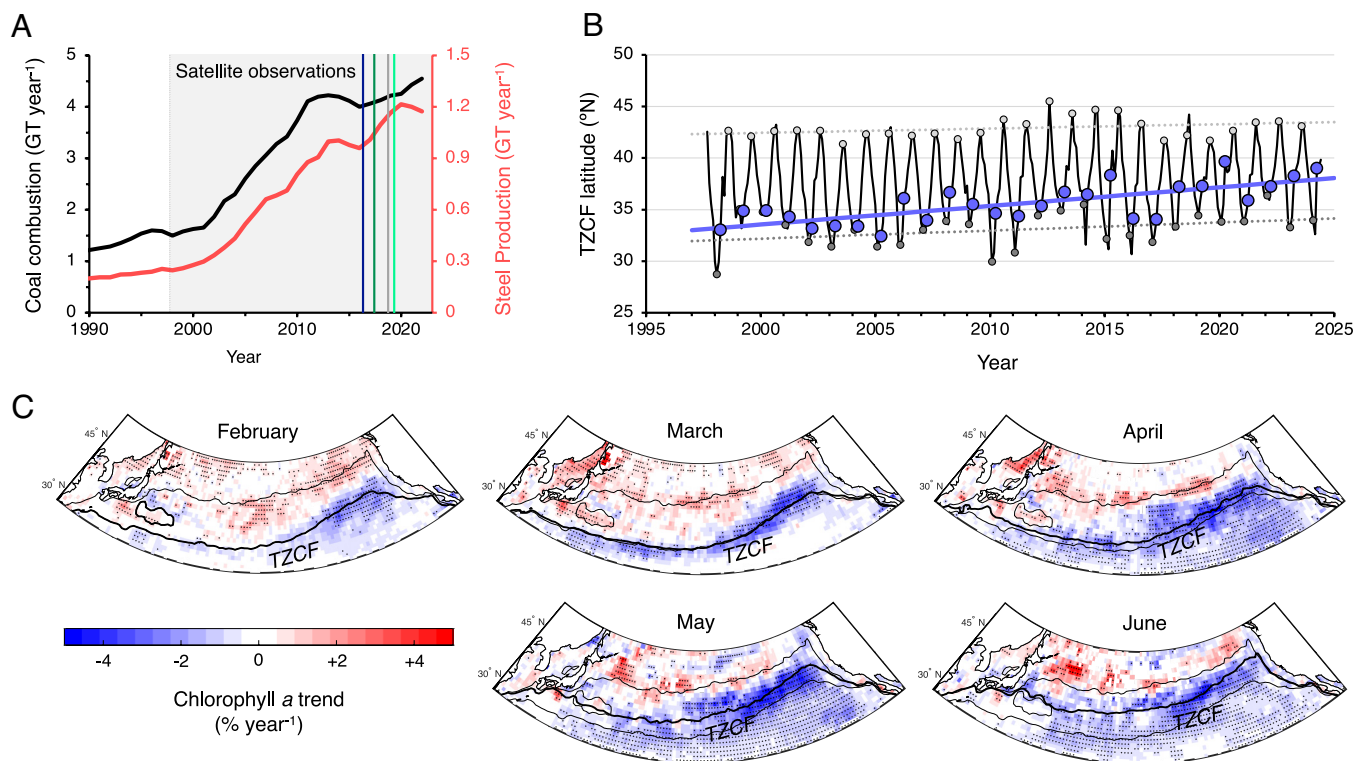 A
Coal combustion (GT year⁻¹)
5
4
3
2
1
0
Satellite observations
1.5
1.2
0.9
0.6
0.3
0
Steel Production (GT year⁻¹)
1990
2000
2010
2020
Year
B
TZCF latitude (ºN)
50
45
40
35
30
25
1995
2000
2005
2010
2015
2020
2025
Year
C
February
45° N
30° N
TZCF
March
45° N
30° N
TZCF
April
45° N
30° N
TZCF
-4 -2 0 +2 +4
Chlorophyll a trend
(% year⁻¹)
May
45° N
30° N
TZCF
June
45° N
30° N
TZCF